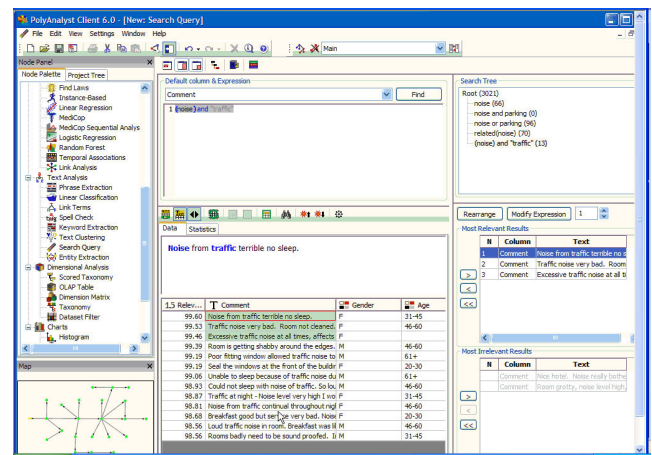 PolyAnalyst Client 6.0 - [New: Search Query]
File Edit View Settings Window Help
Main
Node Panel
Node Palette Project Tree
Find Laws
Instance-Based
Linear Regression
MedCop
MedCop Sequential Analys
Logistic Regression
Random Forest
Temporal Associations
Link Analysis
Text Analysis
Phrase Extraction
Linear Classification
Link Terms
Spell Check
Keyword Extraction
Text Clustering
Search Query
Entity Extraction
Dimensional Analysis
Scored Taxonomy
OLAP Table
Dimension Matrix
Taxonomy
Dataset Filter
Charts
Histogram
Map
Default column & Expression
Comment Find
1 (noise) and "traffic"
Data Statistics
Noise from traffic terrible no sleep.
1,5 Relev... Comment Gender Age
99.60 Noise from traffic terrible no sleep. F 31-45
99.53 Traffic noise very bad. Room not cleaned. F 46-60
99.46 Excessive traffic noise at all times, affects F
99.39 Room is getting shabby around the edges. M 46-60
99.19 Poor fitting window allowed traffic noise to M 61+
99.19 Seal the windows at the front of the buildir F 20-30
99.06 Unable to sleep because of traffic noise du M 61+
98.93 Could not sleep with noise of traffic. So lou M 46-60
98.87 Traffic at night - Noise level very high I wo F 31-45
98.81 Noise from traffic continual throughout nigl F 46-60
98.68 Breakfast good but se ce very bad. Noise F 20-30
98.56 Loud traffic noise in room. Breakfast was lil M 46-60
98.56 Rooms badly need to be sound proofed. I M 31-45
Search Tree
Root (3021)
noise (66)
noise and parking (0)
noise or parking (96)
related(noise) (70)
(noise) and "traffic" (13)
Rearrange Modify Expression 1
Most Relevant Results
N Column Text
1 Comment Noise from traffic terrible no s
2 Comment Traffic noise very bad. Room
3 Comment Excessive traffic noise at all ti
>
<
<<
Most Irrelevant Results
N Column Text
Comment Nice hotel. Noise really bothe
Comment Room grotty, noise level high,
>
<
<<